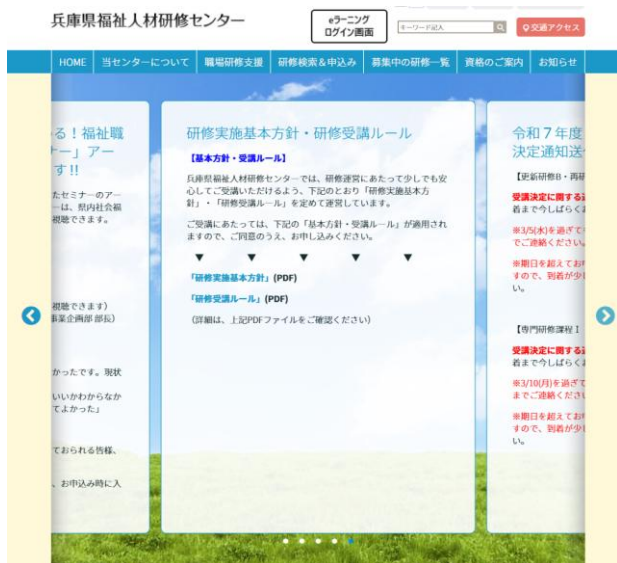 兵庫県福祉人材研修センター
eラーニング
ログイン画面
キーワード記入
交通アクセス
HOME 当センターについて 職場研修支援 研修検索&申込み 募集中の研修一覧 資格のご案内 お知らせ
る！福祉職
ナー」アー
す!!
たセミナーのアー
ーは、県内社会福
視聴できます。
視聴できます）
事業企画部 部長）
かったです。現状
いいかわからなか
てよかった」
ておられる皆様、
、お申込み時に入
研修実施基本方針・研修受講ルール
【基本方針・受講ルール】
兵庫県福祉人材研修センターでは、研修運営にあたって少しでも安
心してご受講いただけるよう、下記のとおり「研修実施基本方
針」・「研修受講ルール」を定めて運営しています。
ご受講にあたっては、下記の「基本方針・受講ルール」が適用され
ますので、ご同意のうえ、お申し込みください。
▼ ▼ ▼ ▼ ▼
「研修実施基本方針」(PDF)
「研修受講ルール」(PDF)
（詳細は、上記PDFファイルをご確認ください）
令和７年度
決定通知送
【更新研修B・再研
受講決定に関する
着まで今しばらく
※3/5(水)を過ぎて
でご連絡ください
※期日を超えてお
すので、到着が少
い。
【専門研修課程Ⅰ
受講決定に関する
着まで今しばらく
※3/10(月)を過ぎて
までご連絡くださ
※期日を超えてお
すので、到着が少
い。